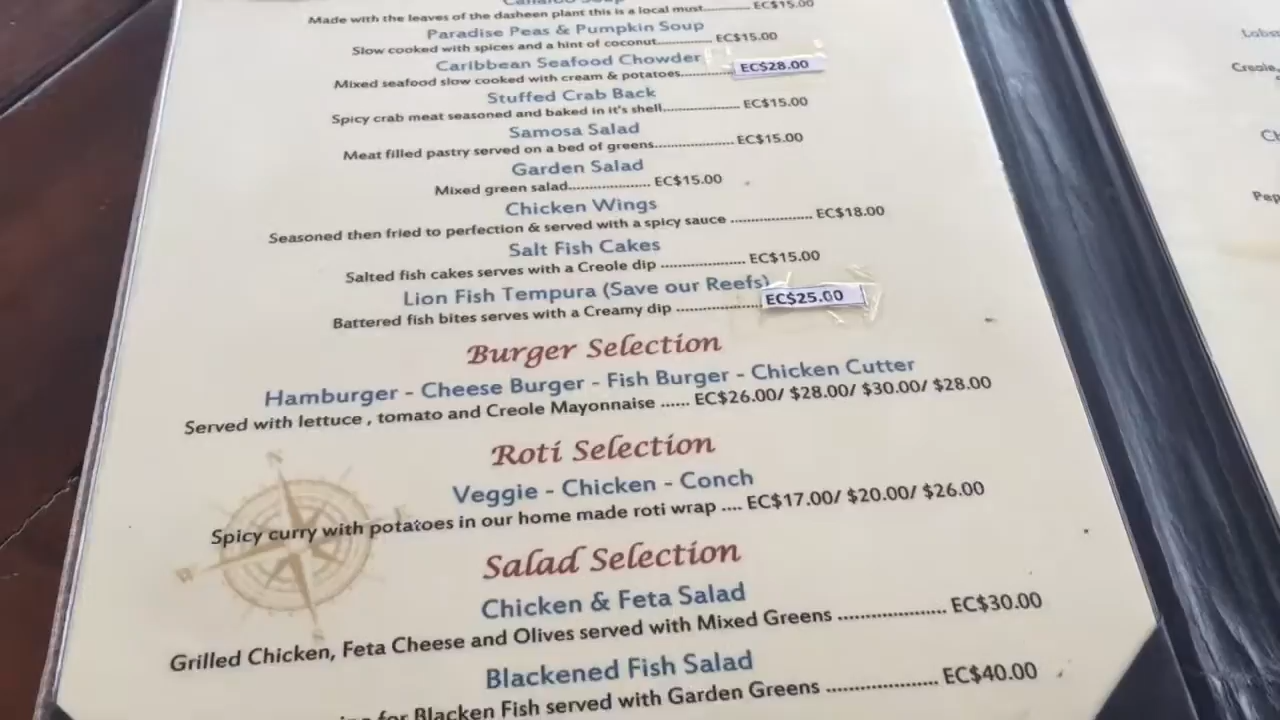 Callaloo Soup
Made with the leaves of the dasheen plant this is a local must............ EC$15.00
Paradise Peas & Pumpkin Soup
Slow cooked with spices and a hint of coconut............. EC$15.00
Caribbean Seafood Chowder
Mixed seafood slow cooked with cream & potatoes............ EC$28.00
Stuffed Crab Back
Spicy crab meat seasoned and baked in it's shell.................. EC$15.00
Samosa Salad
Meat filled pastry served on a bed of greens................... EC$15.00
Garden Salad
Mixed green salad................... EC$15.00
Chicken Wings
Seasoned then fried to perfection & served with a spicy sauce ................... EC$18.00
Salt Fish Cakes
Salted fish cakes serves with a Creole dip ................... EC$15.00
Lion Fish Tempura (Save our Reefs)
Battered fish bites serves with a Creamy dip ................... EC$25.00
Burger Selection
Hamburger - Cheese Burger - Fish Burger - Chicken Cutter
Served with lettuce , tomato and Creole Mayonnaise ...... EC$26.00/ $28.00/ $30.00/ $28.00
Roti Selection
Veggie - Chicken - Conch
Spicy curry with potatoes in our home made roti wrap .... EC$17.00/ $20.00/ $26.00
Salad Selection
Chicken & Feta Salad
Grilled Chicken, Feta Cheese and Olives served with Mixed Greens ..................... EC$30.00
Blackened Fish Salad
for Blacken Fish served with Garden Greens ..................... EC$40.00
N
W
S
Creole,